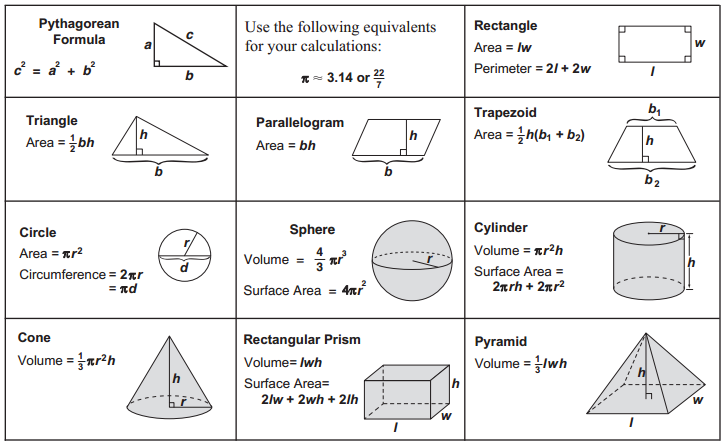 Pythagorean
Formula
c² = a² + b²
a
c
b
Use the following equivalents
for your calculations:
π ≈ 3.14 or 22/7
Rectangle
Area = lw
Perimeter = 2l + 2w
w
l
Triangle
Area = ½bh
h
b
Parallelogram
Area = bh
h
b
Trapezoid
Area = ½h(b₁ + b₂)
b₁
h
b₂
Circle
Area = πr²
Circumference = 2πr
= πd
r
d
Sphere
Volume = 4/3 πr³
Surface Area = 4πr²
r
Cylinder
Volume = πr²h
Surface Area =
2πrh + 2πr²
r
h
Cone
Volume = ⅓πr²h
h
r
Rectangular Prism
Volume= lwh
Surface Area=
2lw + 2wh + 2lh
h
w
l
Pyramid
Volume = ⅓lwh
h
w
l